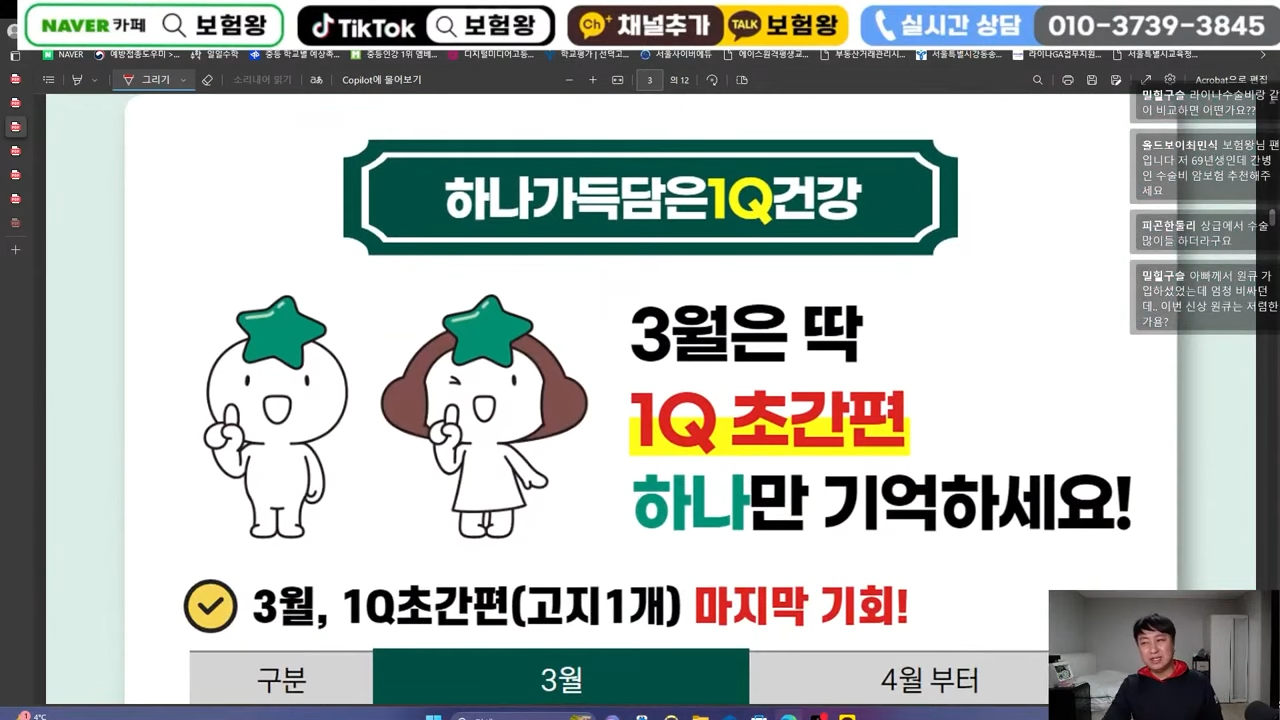 NAVER 카페 보험왕
TikTok 보험왕
Ch+ 채널추가 TALK 보험왕
실시간 상담 010-3739-3845
NAVER
그리기
소리내어 읽기
Copilot에 물어보기
3 의 12
Acrobat으로 편집
밀힐구슬 라이나수술비랑 같
이 비교하면 어떤가요??
올드보이최민식 보험왕님 팬
입니다 저 69년생인데 간병
인 수술비 암보험 추천해주
세요
피곤한둘리 상급에서 수술
많이들 하더라구요
밀힐구슬 아빠께서 원큐 가
입하셨었는데 엄청 비싸던
데.. 이번 신상 원큐는 저렴한
가욤?
하나가득담은1Q건강
3월은 딱
1Q 초간편
하나만 기억하세요!
3월, 1Q초간편(고지1개) 마지막 기회!
구분
3월
4월 부터
4°C